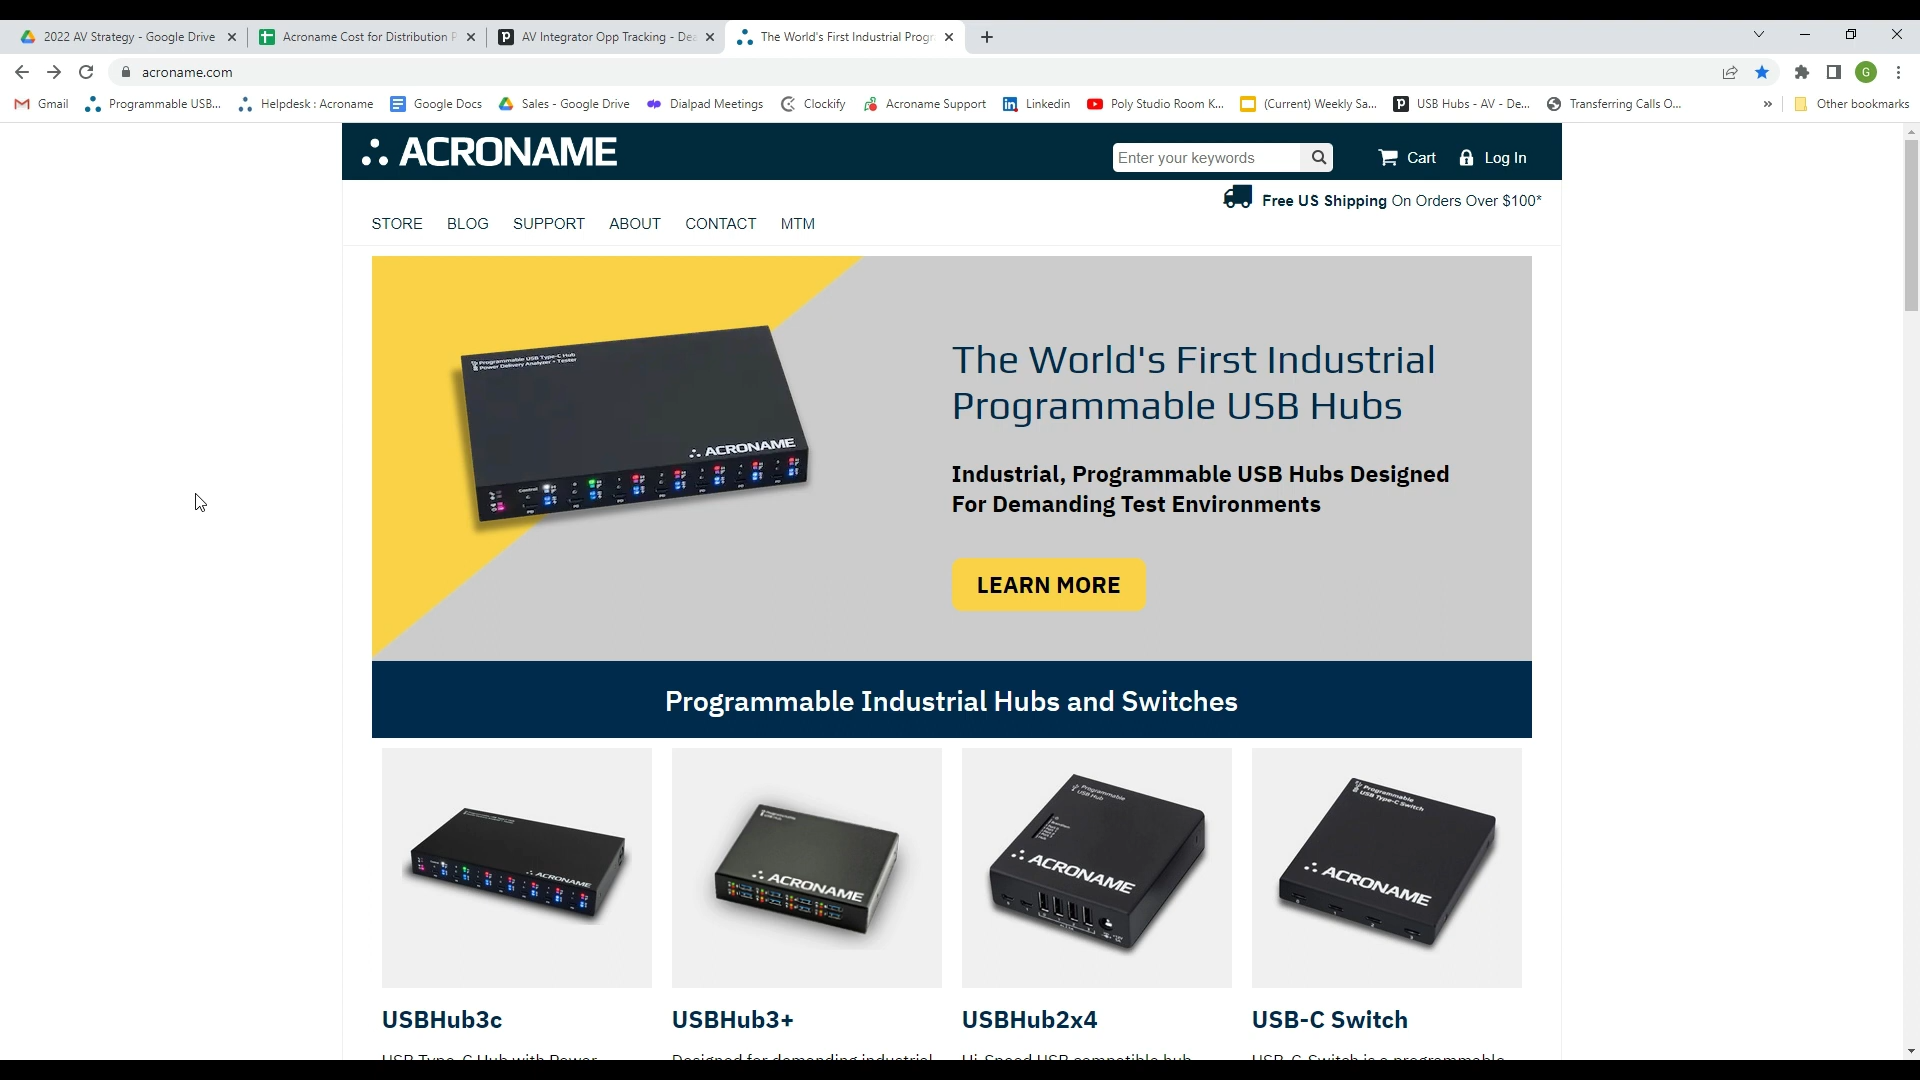 2022 AV Strategy - Google Drive
Acroname Cost for Distribution P
AV Integrator Opp Tracking - De
The World's First Industrial Progr
acroname.com
G
Gmail
Programmable USB...
Helpdesk : Acroname
Google Docs
Sales - Google Drive
Dialpad Meetings
Clockify
Acroname Support
Linkedin
Poly Studio Room K...
(Current) Weekly Sa...
USB Hubs - AV - De...
Transferring Calls O...
»
Other bookmarks
ACRONAME
Enter your keywords
Cart
Log In
Free US Shipping On Orders Over $100*
STORE
BLOG
SUPPORT
ABOUT
CONTACT
MTM
Programmable USB Type-C Hub
Power Delivery Analyzer + Tester
ACRONAME
The World's First Industrial
Programmable USB Hubs
Industrial, Programmable USB Hubs Designed
For Demanding Test Environments
LEARN MORE
Programmable Industrial Hubs and Switches
ACRONAME
ACRONAME
Programmable
USB Hub
ACRONAME
Programmable
USB Type-C Switch
ACRONAME
USBHub3c
USBHub3+
USBHub2x4
USB-C Switch
USB Type-C Hub with Power
Designed for demanding industrial
Hi-Speed USB compatible hub
USB-C Switch is a programmable